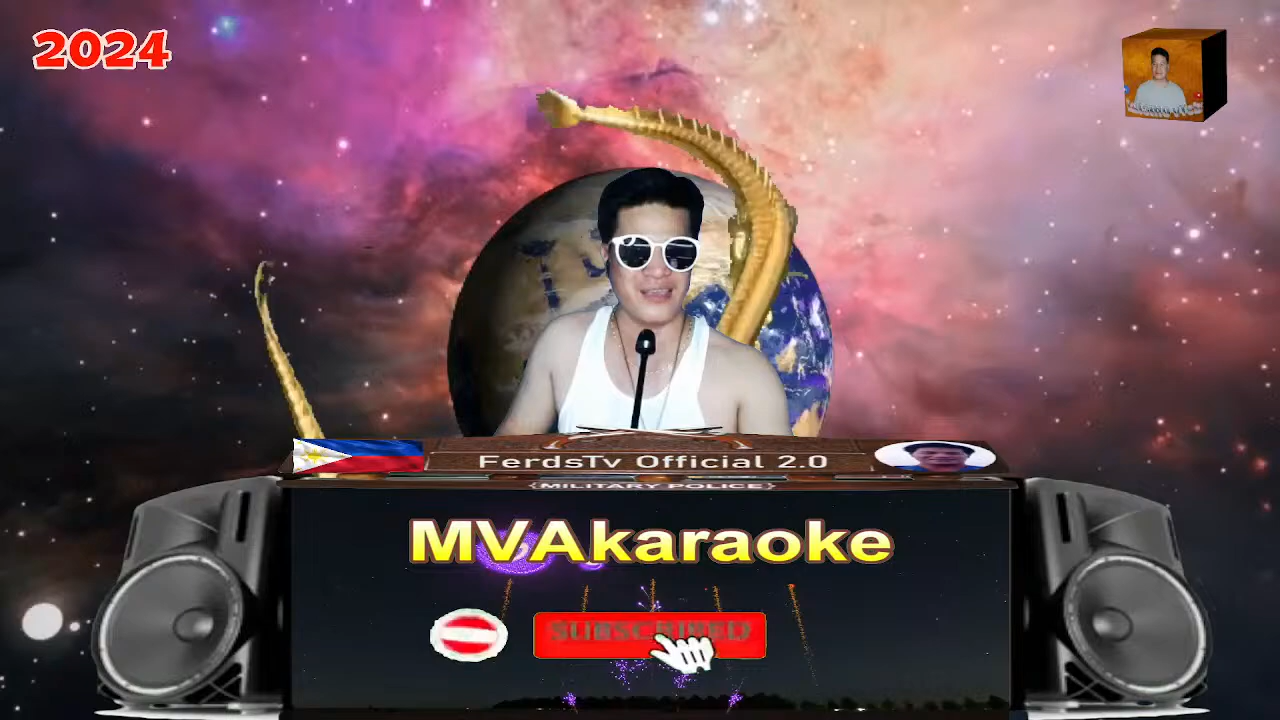 2024
FerdsTv Official 2.0
MILITARY POLICE
MVAkaraoke
SUBSCRIBED